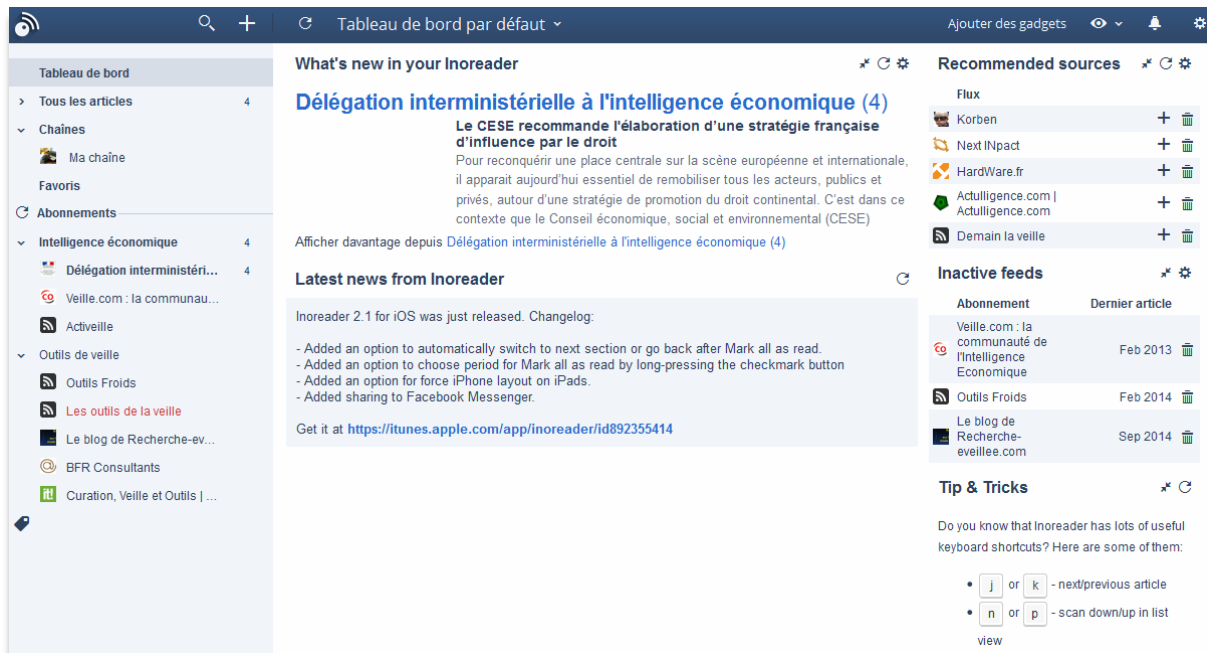 Tableau de bord par défaut
Ajouter des gadgets
Tableau de bord
Tous les articles 4
Chaînes
Ma chaîne
Favoris
Abonnements
Intelligence économique 4
Délégation interministéri... 4
Veille.com : la communau...
Activeille
Outils de veille
Outils Froids
Les outils de la veille
Le blog de Recherche-ev...
BFR Consultants
it!
Curation, Veille et Outils | ...
What's new in your Inoreader
Délégation interministérielle à l'intelligence économique (4)
Le CESE recommande l'élaboration d'une stratégie française
d'influence par le droit
Pour reconquérir une place centrale sur la scène européenne et internationale,
il apparait aujourd'hui essentiel de remobiliser tous les acteurs, publics et
privés, autour d'une stratégie de promotion du droit continental. C'est dans ce
contexte que le Conseil économique, social et environnemental (CESE)
Afficher davantage depuis Délégation interministérielle à l'intelligence économique (4)
Latest news from Inoreader
Inoreader 2.1 for iOS was just released. Changelog:
- Added an option to automatically switch to next section or go back after Mark all as read.
- Added an option to choose period for Mark all as read by long-pressing the checkmark button
- Added an option for force iPhone layout on iPads.
- Added sharing to Facebook Messenger.
Get it at https://itunes.apple.com/app/inoreader/id892355414
Recommended sources
Flux
Korben
Next INpact
HardWare.fr
Actulligence.com |
Actulligence.com
Demain la veille
Inactive feeds
Abonnement Dernier article
Veille.com : la
communauté de
l'Intelligence
Economique
Feb 2013
Outils Froids Feb 2014
Le blog de
Recherche-
eveillee.com
Sep 2014
Tip & Tricks
Do you know that Inoreader has lots of useful
keyboard shortcuts? Here are some of them:
• j or k - next/previous article
• n or p - scan down/up in list
view